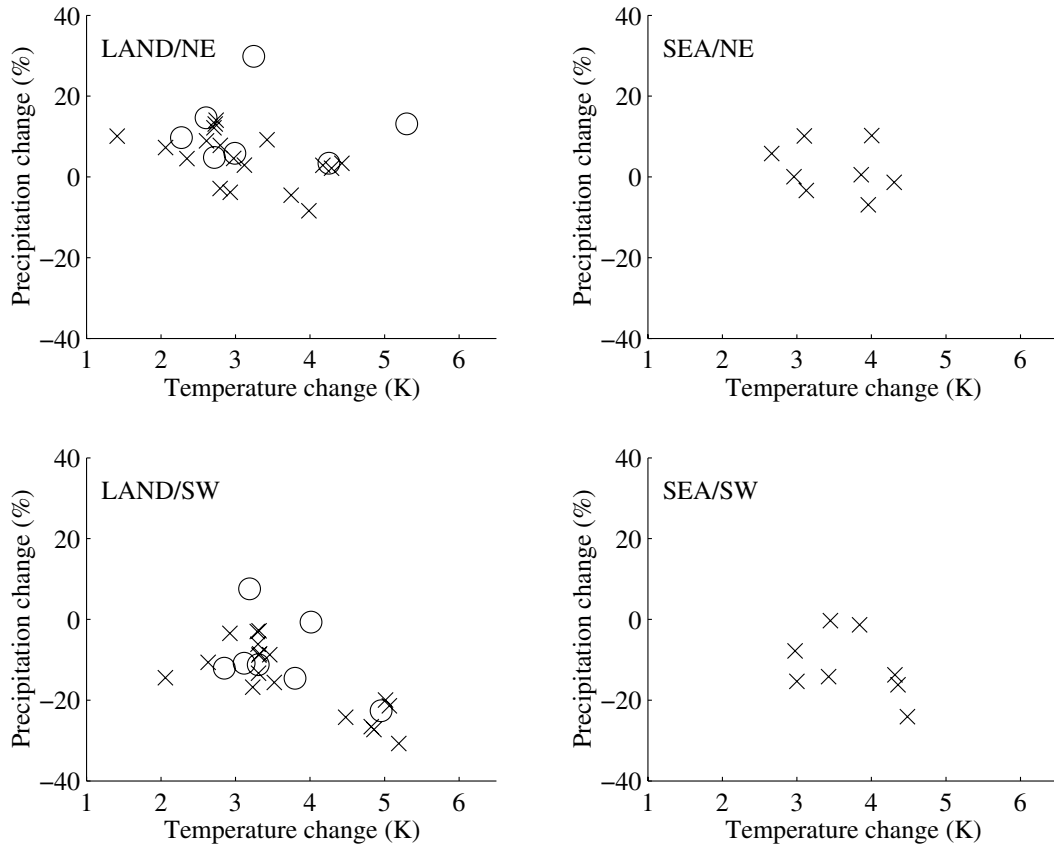 40
20
0
−20
−40
Precipitation change (%)
LAND/NE
1 2 3 4 5 6
Temperature change (K)
40
20
0
−20
−40
Precipitation change (%)
SEA/NE
1 2 3 4 5 6
Temperature change (K)
40
20
0
−20
−40
Precipitation change (%)
LAND/SW
1 2 3 4 5 6
Temperature change (K)
40
20
0
−20
−40
Precipitation change (%)
SEA/SW
1 2 3 4 5 6
Temperature change (K)